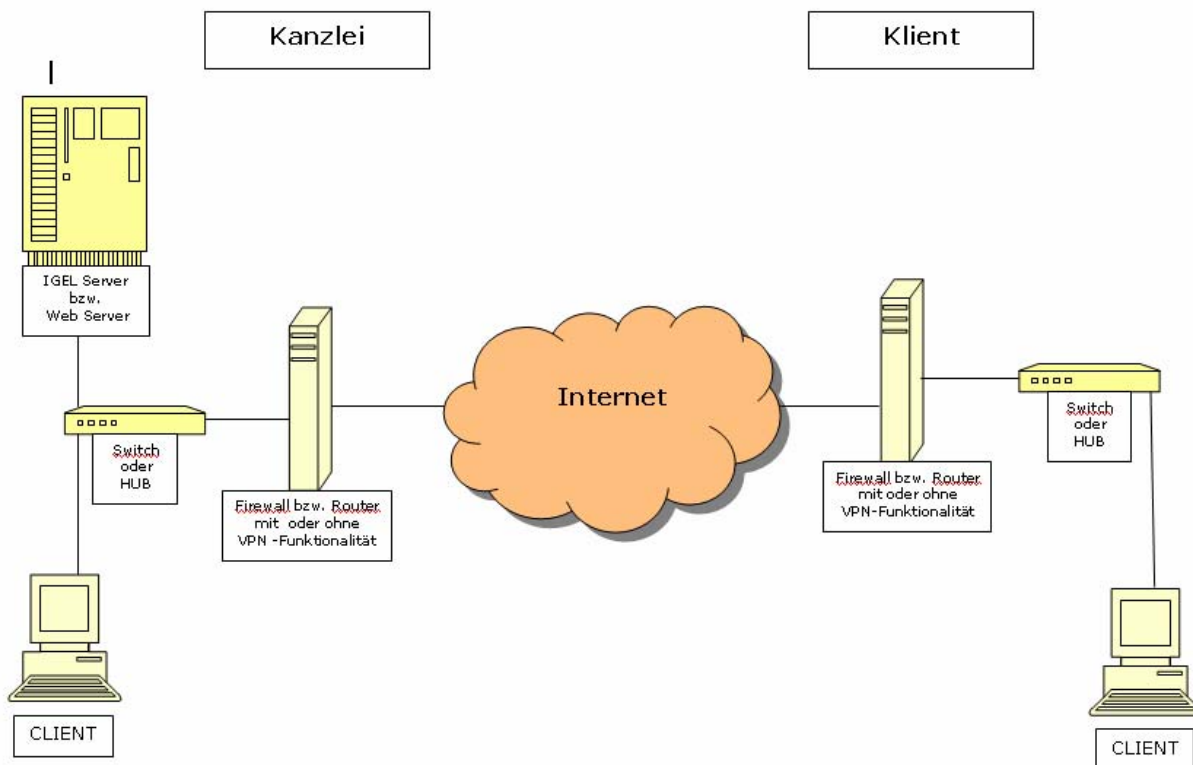 Kanzlei
Klient
IGEL Server
bzw.
Web Server
Switch
oder
HUB
Firewall bzw. Router
mit oder ohne
VPN -Funktionalität
CLIENT
Internet
Firewall bzw. Router
mit oder ohne
VPN-Funktionalität
Switch
oder
HUB
CLIENT